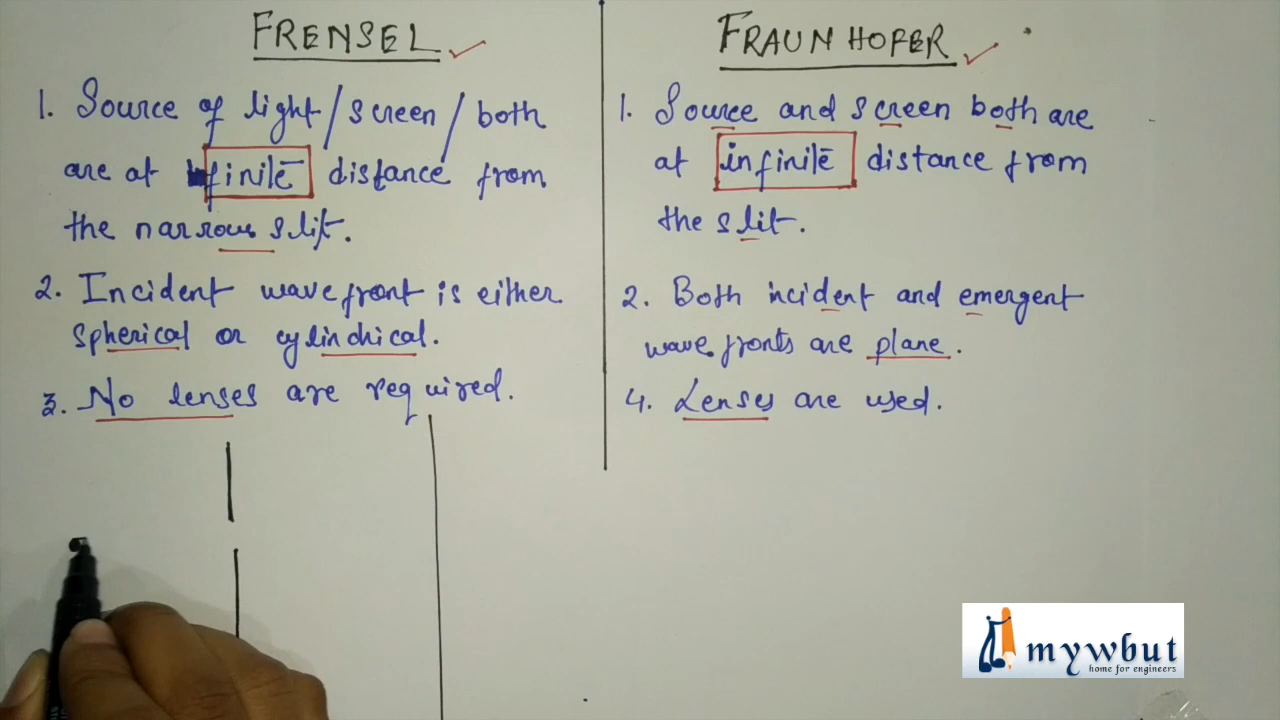 FRENSEL
1. Source of light/screen/both
are at finite distance from
the narrow slit.
2. Incident wavefront is either
spherical or cylindrical.
3. No lenses are required.
FRAUNHOFER
1. Source and screen both are
at infinite distance from
the slit.
2. Both incident and emergent
wavefronts are plane.
4. Lenses are used.
mywbut
home for engineers